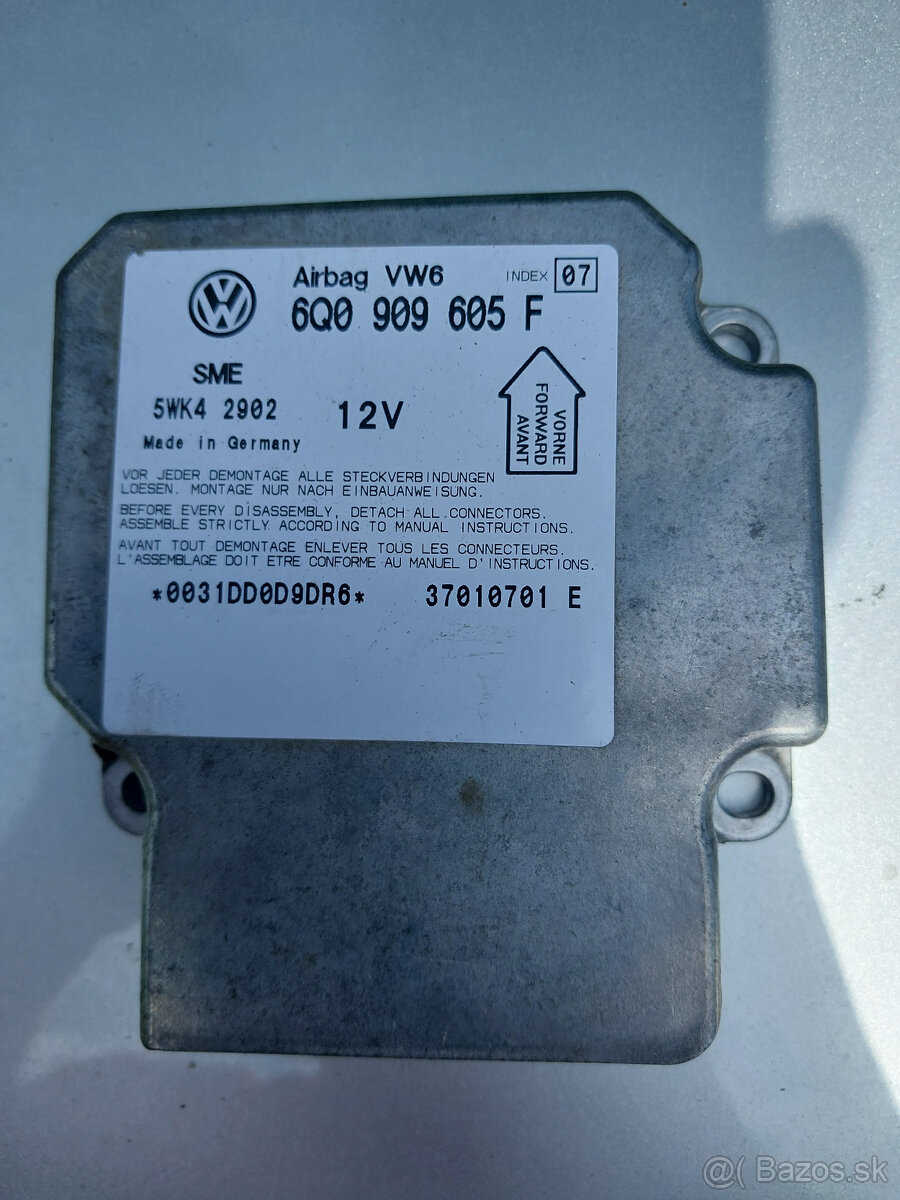 Airbag VW6 INDEX 07
6Q0 909 605 F
SME
5WK4 2902 12V
Made in Germany
VORNE
FORWARD
AVANT
VOR JEDER DEMONTAGE ALLE STECKVERBINDUNGEN
LOESEN. MONTAGE NUR NACH EINBAUANWEISUNG.
BEFORE EVERY DISASSEMBLY, DETACH ALL CONNECTORS.
ASSEMBLE STRICTLY ACCORDING TO MANUAL INSTRUCTIONS.
AVANT TOUT DEMONTAGE ENLEVER TOUS LES CONNECTEURS.
L'ASSEMBLAGE DOIT ETRE CONFORME AU MANUEL D'INSTRUCTIONS.
*0031DD0D9DR6* 37010701 E
@( Bazos.sk